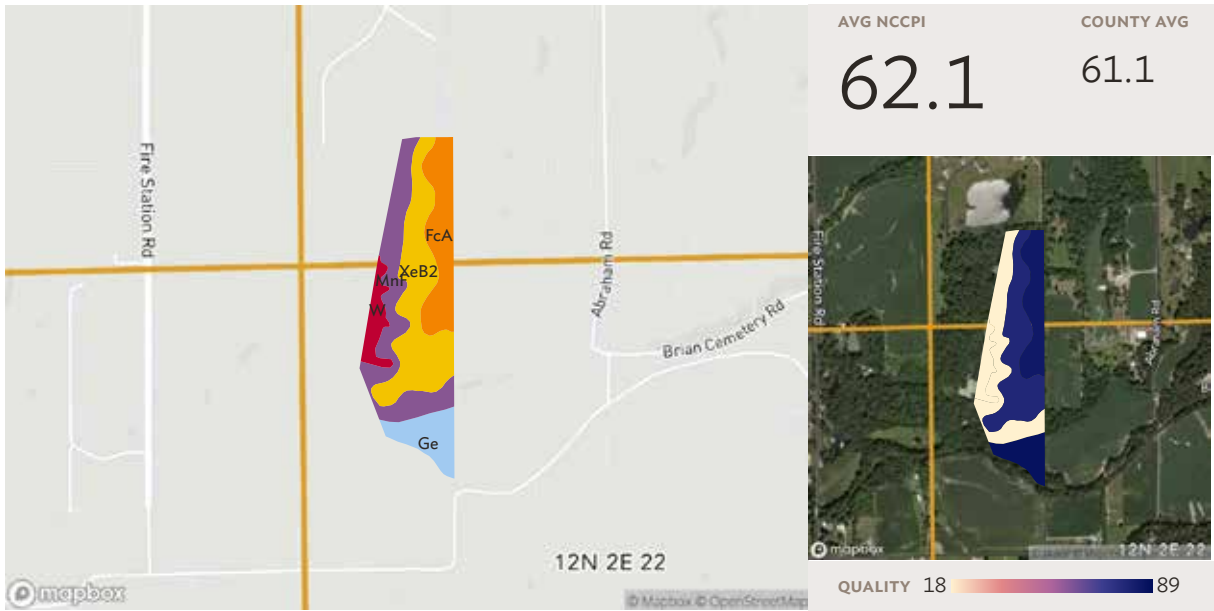 Fire Station Rd
FcA
XeB2
MnF
W
Ge
Abraham Rd
Brian Cemetery Rd
12N 2E 22
mapbox
© Mapbox © OpenStreetMap
AVG NCCPI
COUNTY AVG
62.1
61.1
Fire Station Rd
Abraham Rd
mapbox
12N 2E 22
QUALITY 18 89